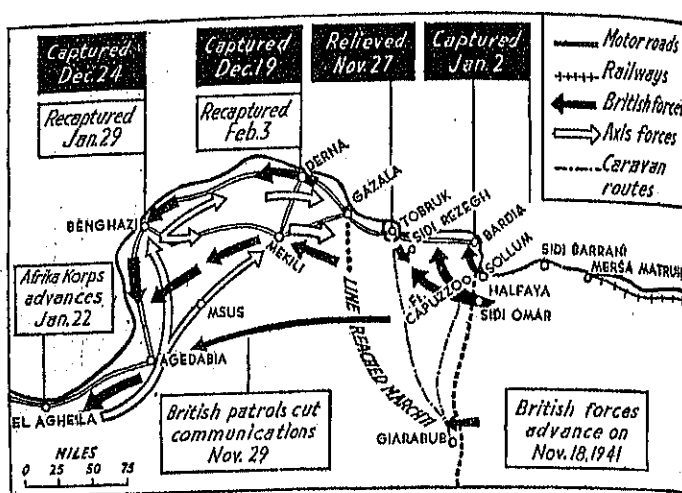 Captured
Dec. 24
Captured
Dec. 19
Relieved
Nov. 27
Captured
Jan. 2
Motor roads
Railways
British forces
Axis forces
Caravan
routes
Recaptured
Jan. 29
Recaptured
Feb. 3
DERNA
GAZALA
TOBRUK
SIDI REZEGH
BARDIA
BENGHAZI
MEKILI
SOLLUM
SIDI BARRANI
MERSA MATRUH
HALFAYA
FT.
CAPUZZO
SIDI OMAR
Afrika Korps
advances
Jan. 22
MSUS
LINE REACHED MARCH 11
AGEDABIA
EL AGHEILA
British patrols cut
communications
Nov. 29
GIARABUB
British forces
advance on
Nov. 18, 1941
MILES
0 25 50 75